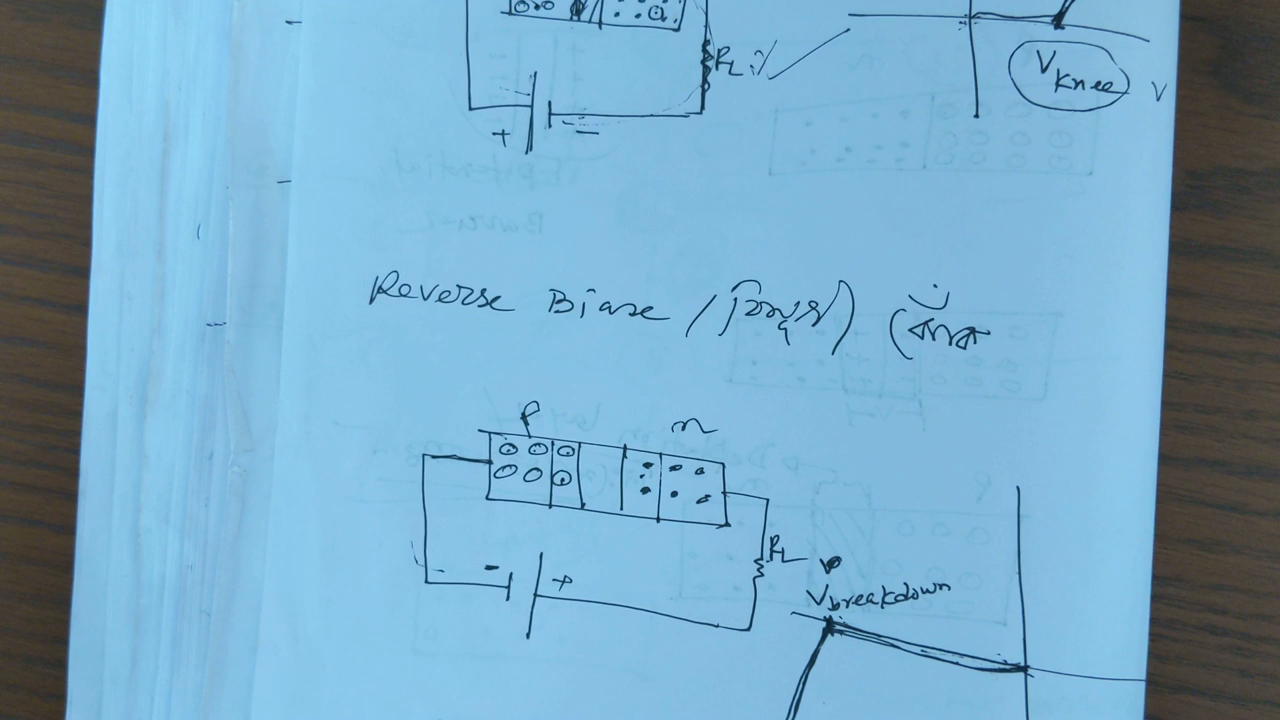 RL
+ -
Vknee V
Reverse Biase / বিমুখী) (ঝোঁক
P n
RL
- +
Vbreakdown